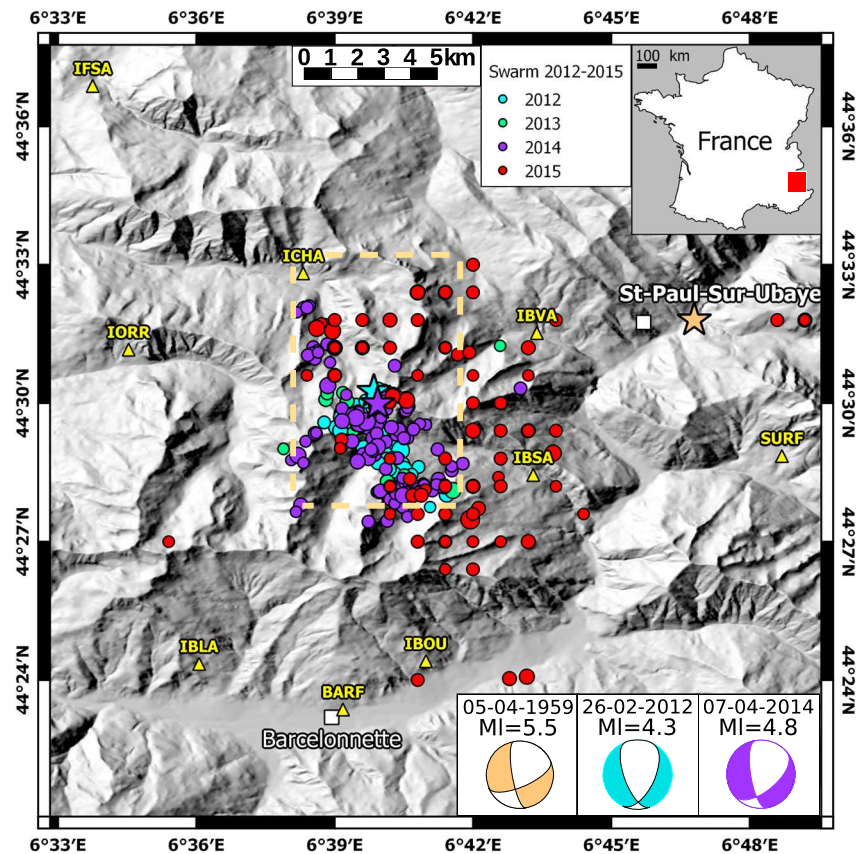 6°33'E 6°36'E 6°39'E 6°42'E 6°45'E 6°48'E
0 1 2 3 4 5km
Swarm 2012-2015
2012
2013
2014
2015
100 km
France
IFSA
44°36'N 44°36'N
ICHA
44°33'N 44°33'N
St-Paul-Sur-Ubaye
IBVA
IORR
44°30'N 44°30'N
SURF
IBSA
44°27'N 44°27'N
IBLA
IBOU
44°24'N 44°24'N
BARF
Barcelonnette
05-04-1959
Ml=5.5
26-02-2012
Ml=4.3
07-04-2014
Ml=4.8
6°33'E 6°36'E 6°39'E 6°42'E 6°45'E 6°48'E